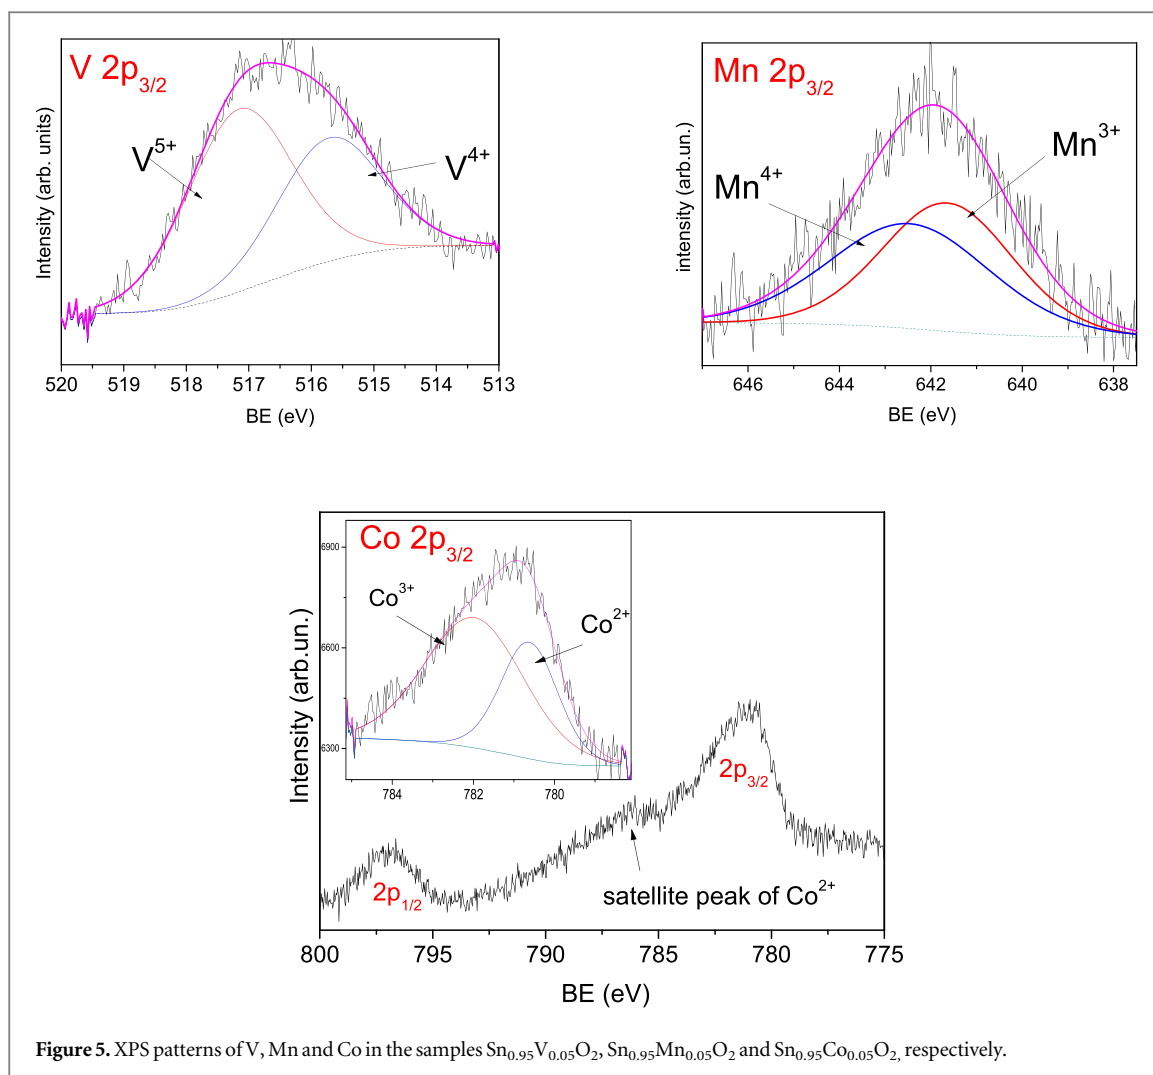 V 2p3/2
V5+
V4+
Intensity (arb. units)
520 519 518 517 516 515 514 513
BE (eV)
Mn 2p3/2
Mn3+
Mn4+
intensity (arb.un.)
646 644 642 640 638
BE (eV)
Co 2p3/2
6900
6600
6300
Co3+
Co2+
784 782 780
Intensity (arb.un.)
2p3/2
2p1/2
satellite peak of Co2+
800 795 790 785 780 775
BE (eV)
Figure 5. XPS patterns of V, Mn and Co in the samples Sn0.95V0.05O2, Sn0.95Mn0.05O2 and Sn0.95Co0.05O2, respectively.